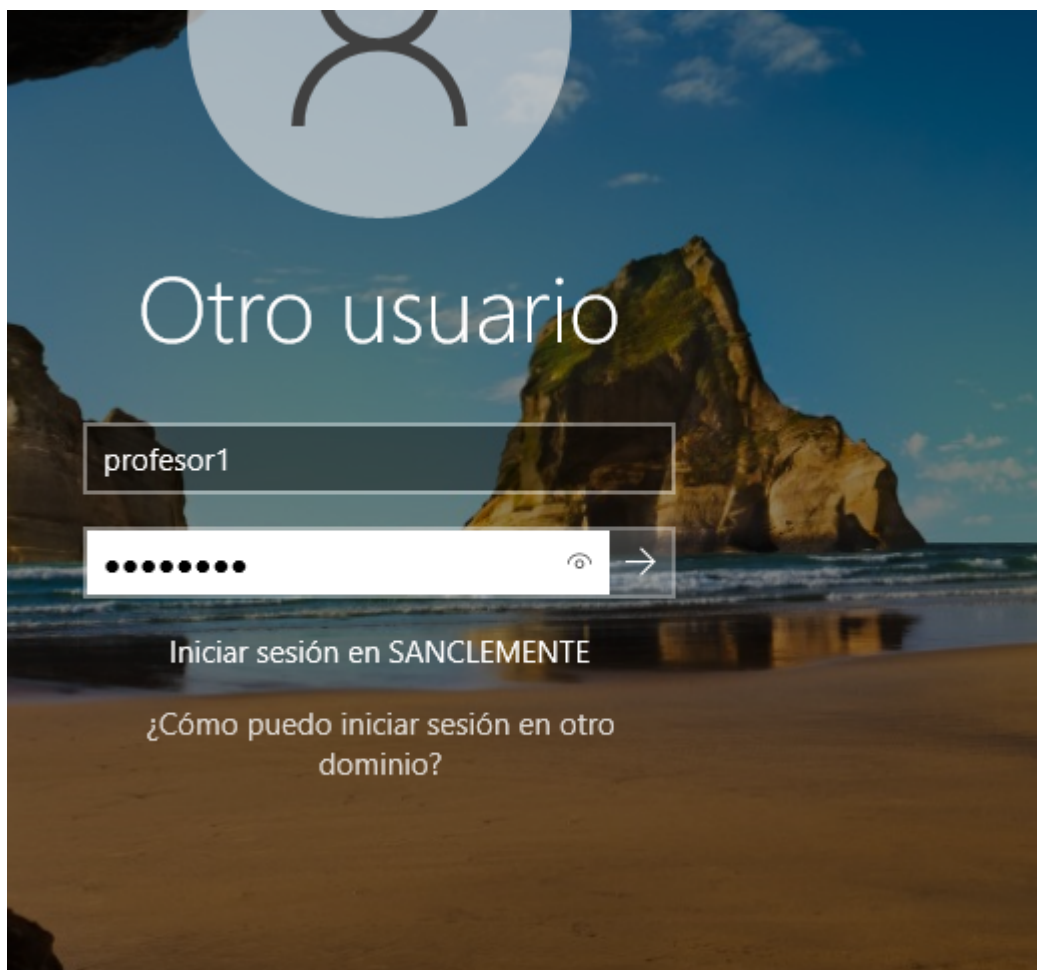 Otro usuario
profesor1
Iniciar sesión en SANCLEMENTE
¿Cómo puedo iniciar sesión en otro
dominio?